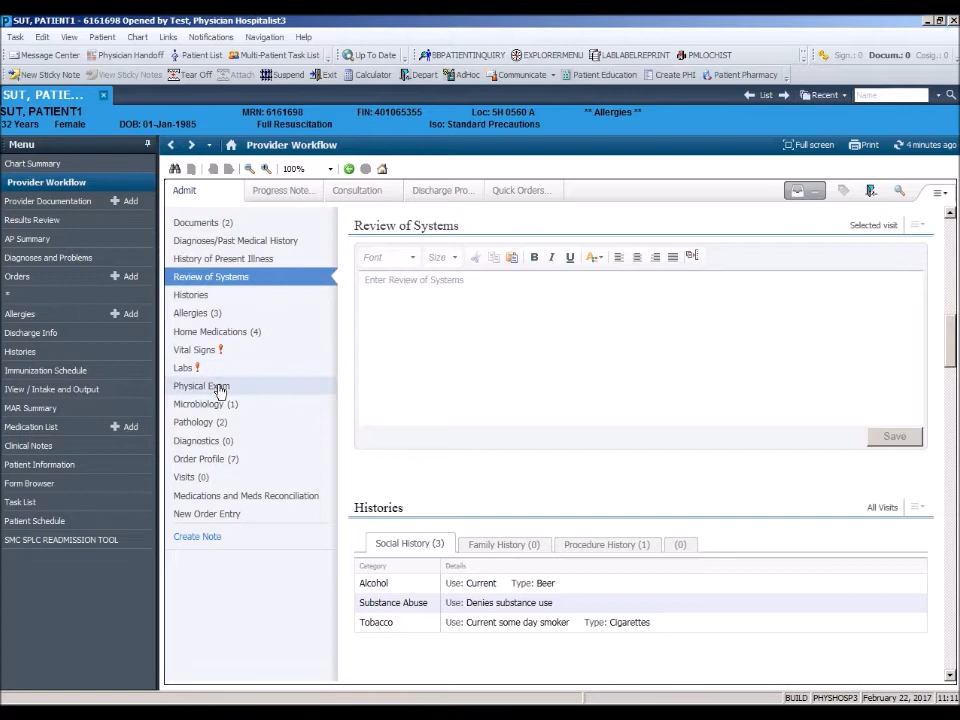 SUT, PATIENT1 - 6161698 Opened by Test, Physician Hospitalist3
Task Edit View Patient Chart Links Notifications Navigation Help
Message Center Physician Handoff Patient List Multi-Patient Task List Up To Date BBPATIENTINQUIRY EXPLORERMENU LABLABELREPRINT PMLOCHIST Sign.: 0 Docum.: 0 Cosig.: 0
New Sticky Note View Sticky Notes Tear Off Attach Suspend Exit Calculator Depart AdHoc Communicate Patient Education Create PHI Patient Pharmacy
SUT, PATIE... List Recent Name
SUT, PATIENT1 MRN: 6161698 FIN: 401065355 Loc: 5H 0560 A ** Allergies **
32 Years Female DOB: 01-Jan-1985 Full Resuscitation Iso: Standard Precautions
Menu Provider Workflow Full screen Print 4 minutes ago
Chart Summary
Provider Workflow
Provider Documentation + Add
Results Review
AP Summary
Diagnoses and Problems
Orders + Add
*
Allergies + Add
Discharge Info
Histories
Immunization Schedule
IView / Intake and Output
MAR Summary
Medication List + Add
Clinical Notes
Patient Information
Form Browser
Task List
Patient Schedule
SMC SPLC READMISSION TOOL
100%
Admit Progress Note... Consultation Discharge Pro... Quick Orders...
Documents (2)
Diagnoses/Past Medical History
History of Present Illness
Review of Systems
Histories
Allergies (3)
Home Medications (4)
Vital Signs !
Labs !
Physical Exam
Microbiology (1)
Pathology (2)
Diagnostics (0)
Order Profile (7)
Visits (0)
Medications and Meds Reconciliation
New Order Entry
Create Note
Review of Systems Selected visit
Font Size B I U A
Enter Review of Systems
Save
Histories All Visits
Social History (3) Family History (0) Procedure History (1) (0)
Category Details
Alcohol Use: Current Type: Beer
Substance Abuse Use: Denies substance use
Tobacco Use: Current some day smoker Type: Cigarettes
BUILD PHYSHOSP3 February 22, 2017 11:11